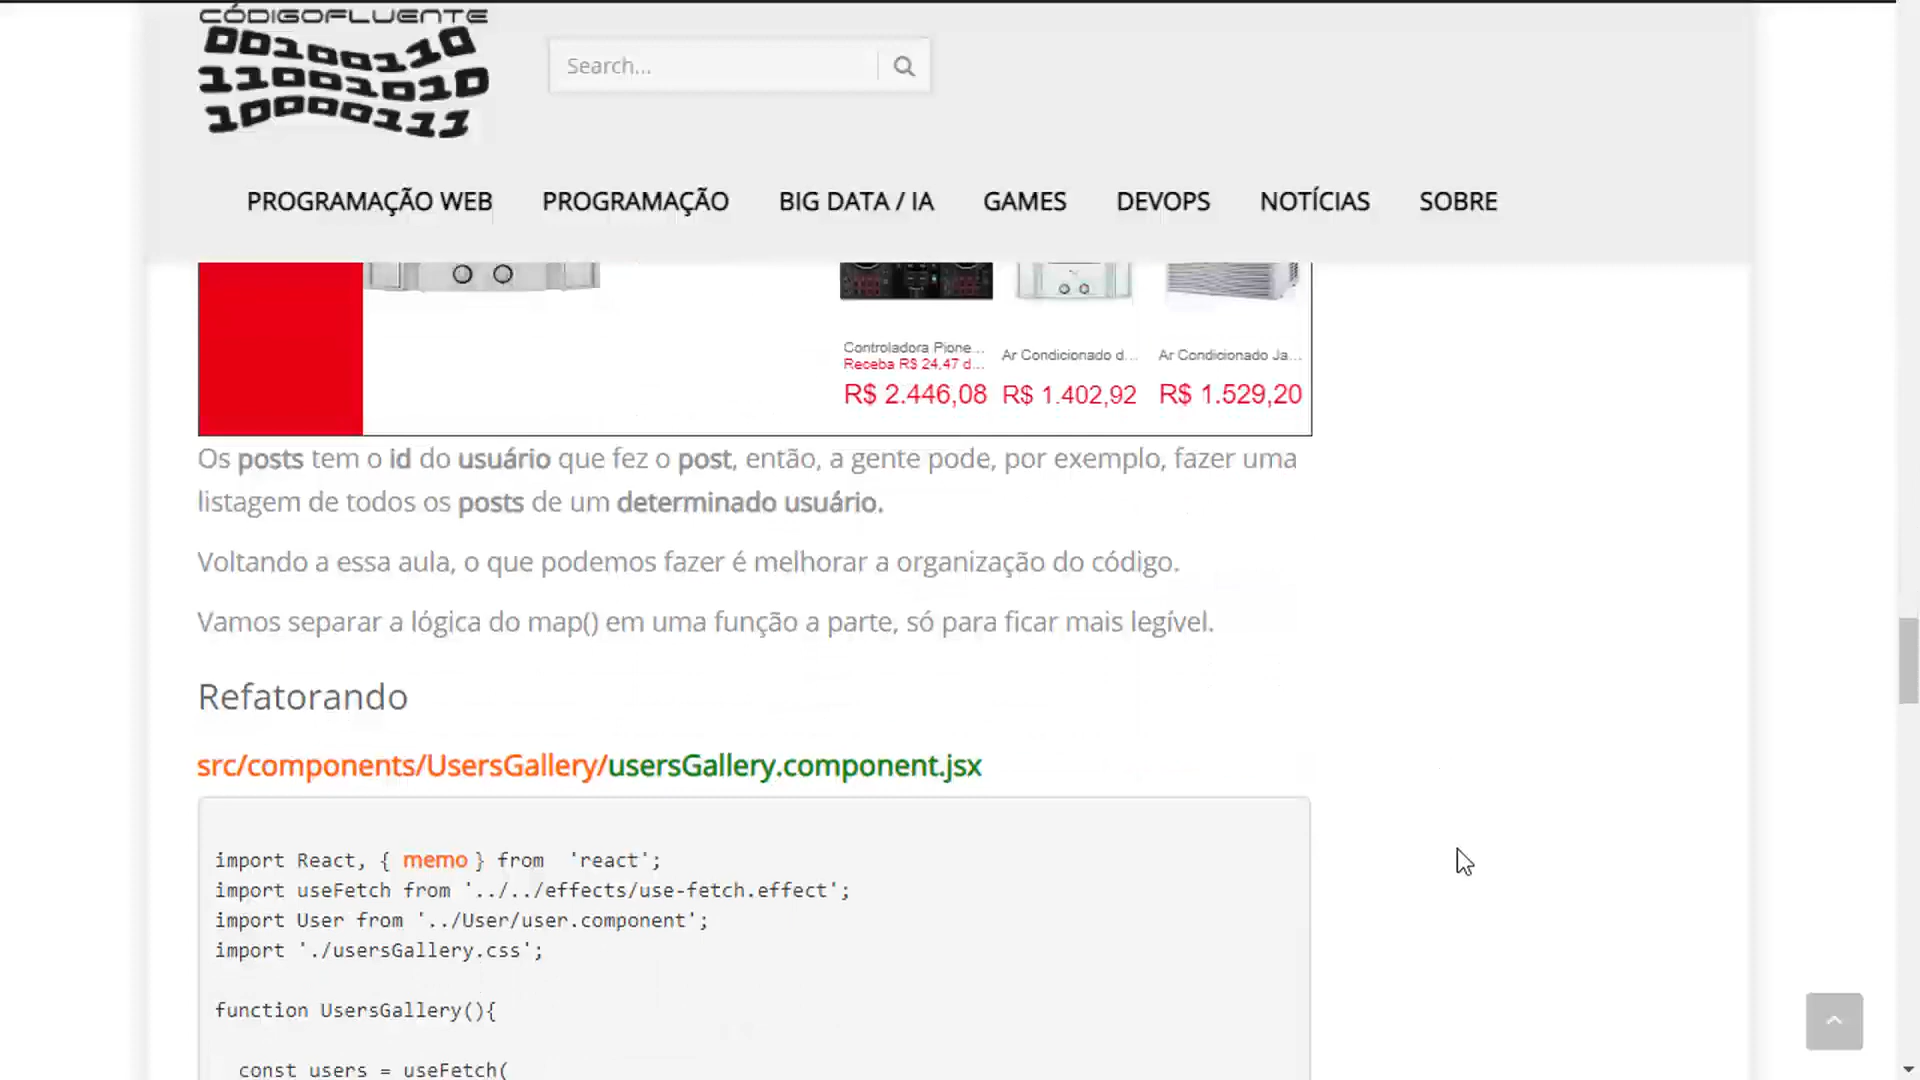 CÓDIGOFLUENTE
00100110
11001010
10000111
Search...
PROGRAMAÇÃO WEB PROGRAMAÇÃO BIG DATA / IA GAMES DEVOPS NOTÍCIAS SOBRE
Controladora Pione...
Receba R$ 24,47 d...
R$ 2.446,08
Ar Condicionado d...
R$ 1.402,92
Ar Condicionado Ja...
R$ 1.529,20
Os posts tem o id do usuário que fez o post, então, a gente pode, por exemplo, fazer uma
listagem de todos os posts de um determinado usuário.
Voltando a essa aula, o que podemos fazer é melhorar a organização do código.
Vamos separar a lógica do map() em uma função a parte, só para ficar mais legível.
Refatorando
src/components/UsersGallery/usersGallery.component.jsx
import React, { memo } from  'react';
import useFetch from '../../effects/use-fetch.effect';
import User from '../User/user.component';
import './usersGallery.css';
function UsersGallery(){
const users = useFetch(